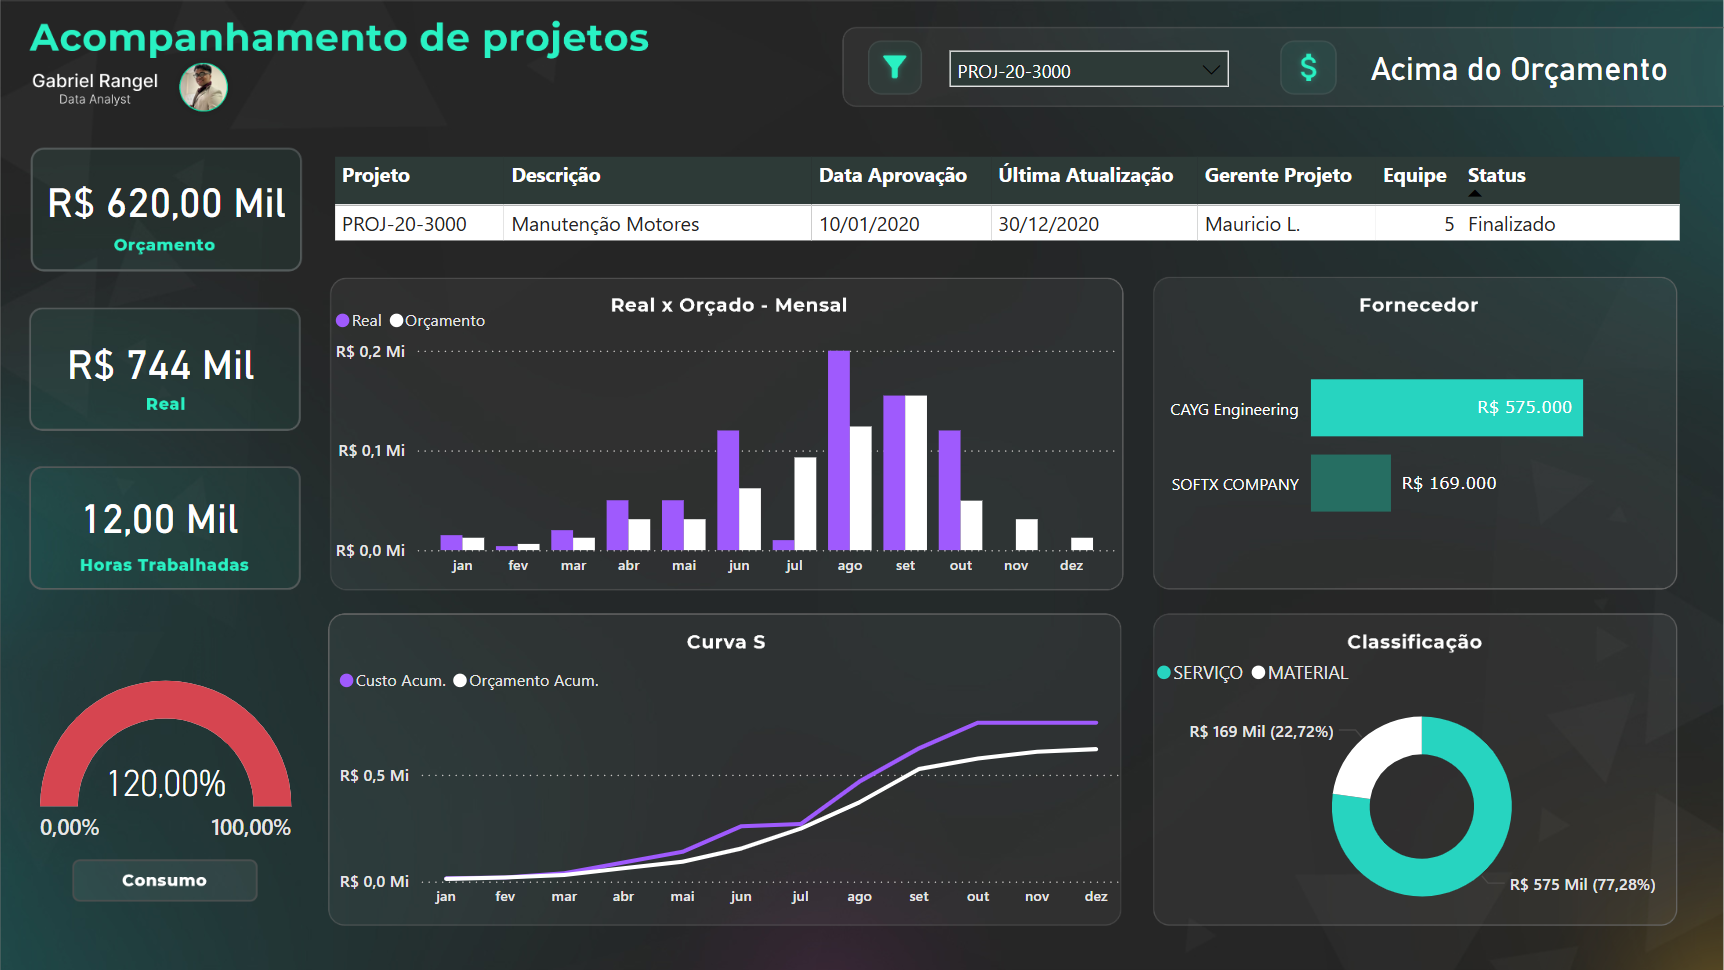 Acompanhamento de projetos
Gabriel Rangel
Data Analyst
PROJ-20-3000
$
Acima do Orçamento
R$ 620,00 Mil
Orçamento
R$ 744 Mil
Real
12,00 Mil
Horas Trabalhadas
120,00%
0,00% 100,00%
Consumo
Projeto Descrição Data Aprovação Última Atualização Gerente Projeto Equipe Status
PROJ-20-3000 Manutenção Motores 10/01/2020 30/12/2020 Mauricio L. 5 Finalizado
Real x Orçado - Mensal
Real Orçamento
R$ 0,2 Mi
R$ 0,1 Mi
R$ 0,0 Mi
jan fev mar abr mai jun jul ago set out nov dez
Fornecedor
CAYG Engineering R$ 575.000
SOFTX COMPANY R$ 169.000
Curva S
Custo Acum. Orçamento Acum.
R$ 0,5 Mi
R$ 0,0 Mi
jan fev mar abr mai jun jul ago set out nov dez
Classificação
SERVIÇO MATERIAL
R$ 169 Mil (22,72%)
R$ 575 Mil (77,28%)